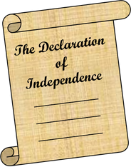 The Declaration
of
Independence